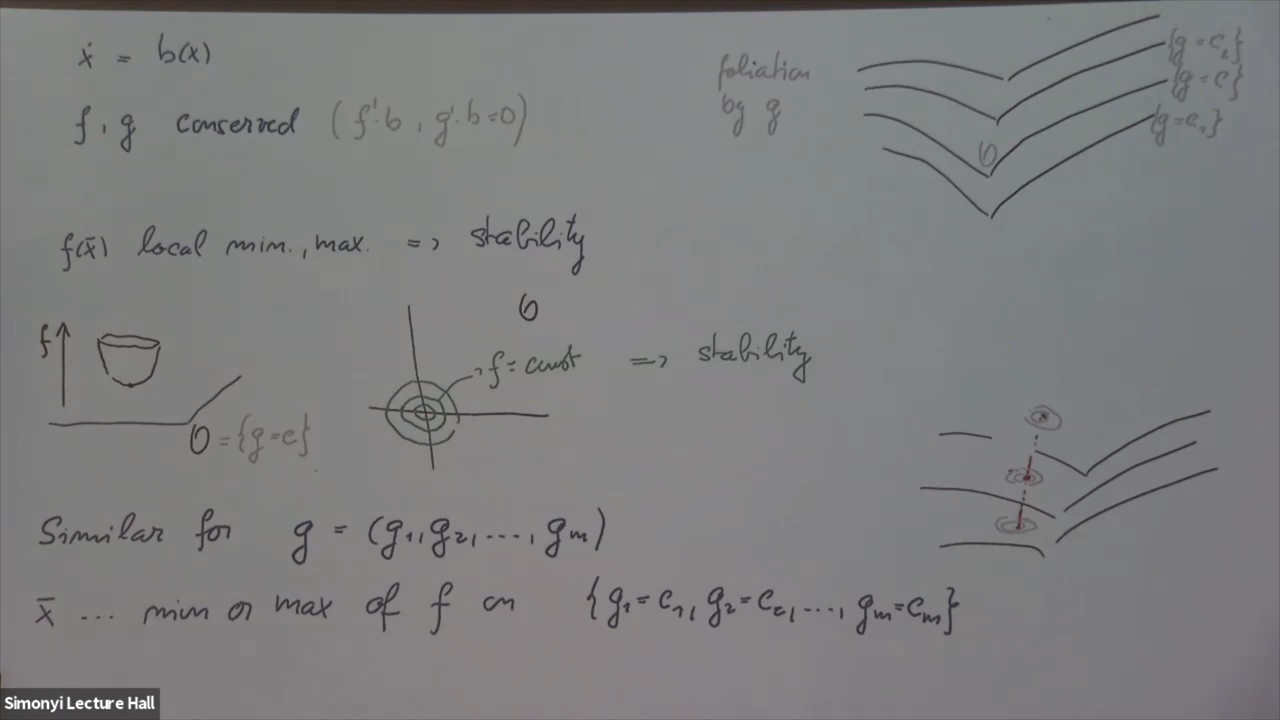 ẋ = b(x)
f, g conserved (f'·b, g'·b=0)
foliation
by g
{g=c₂}
{g=c}
{g=c₁}
O
f(x̄) local min., max. => stability
f
O = {g=c}
O
f=const => stability
Similar for g = (g₁, g₂, ..., gₘ)
x̄ ... min or max of f on {g₁=c₁, g₂=c₂, ..., gₘ=cₘ}
Simonyi Lecture Hall